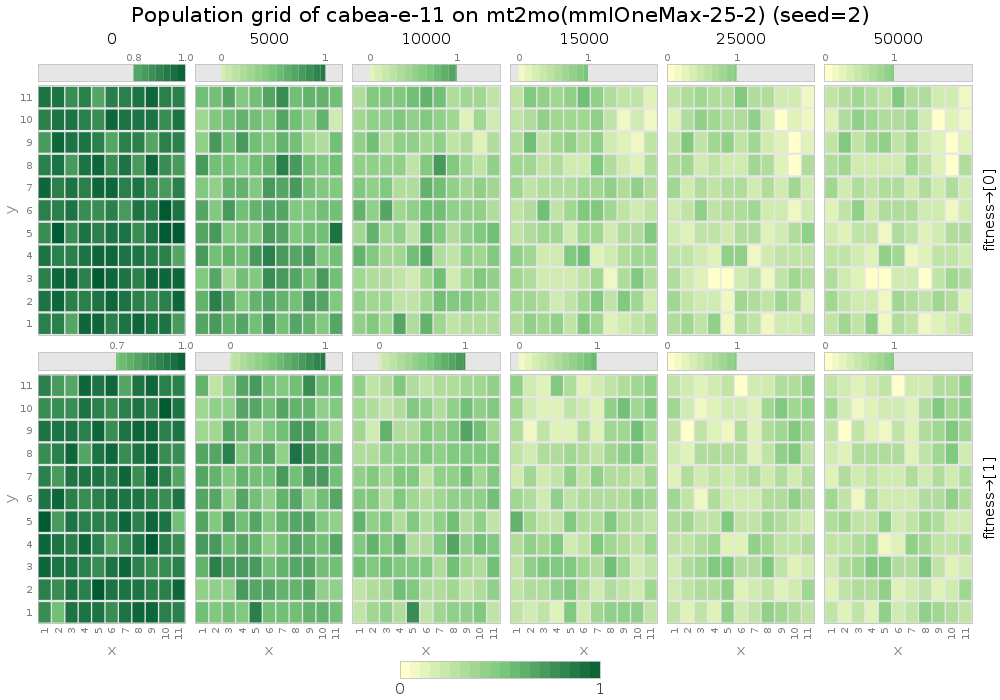 Population grid of cabea-e-11 on mt2mo(mmIOneMax-25-2) (seed=2)
0 5000 10000 15000 25000 50000
0.8 1.0 0 1 0 1 0 1 0 1 0 1
11
10
9
8
7
6
5
4
3
2
1
y
fitness→[0]
0.7 1.0 0 1 0 1 0 1 0 1 0 1
11
10
9
8
7
6
5
4
3
2
1
y
fitness→[1]
1 2 3 4 5 6 7 8 9 10 11 1 2 3 4 5 6 7 8 9 10 11 1 2 3 4 5 6 7 8 9 10 11 1 2 3 4 5 6 7 8 9 10 11 1 2 3 4 5 6 7 8 9 10 11 1 2 3 4 5 6 7 8 9 10 11
x x x x x x
0 1